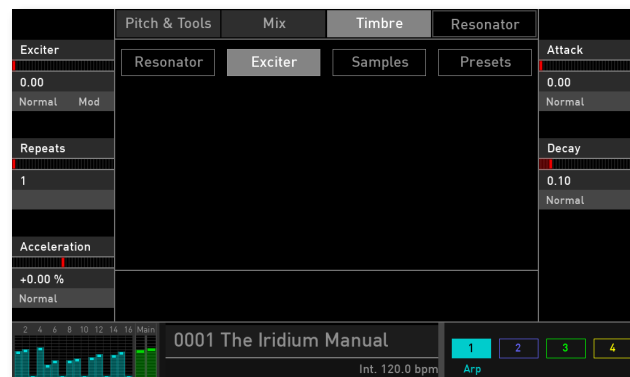 Pitch & Tools Mix Timbre Resonator
Exciter
0.00
Normal Mod
Repeats
1
Acceleration
+0.00 %
Normal
Resonator Exciter Samples Presets
Attack
0.00
Normal
Decay
0.10
Normal
2 4 6 8 10 12 14 16 Main
0001 The Iridium Manual
Int. 120.0 bpm
1 2 3 4
Arp